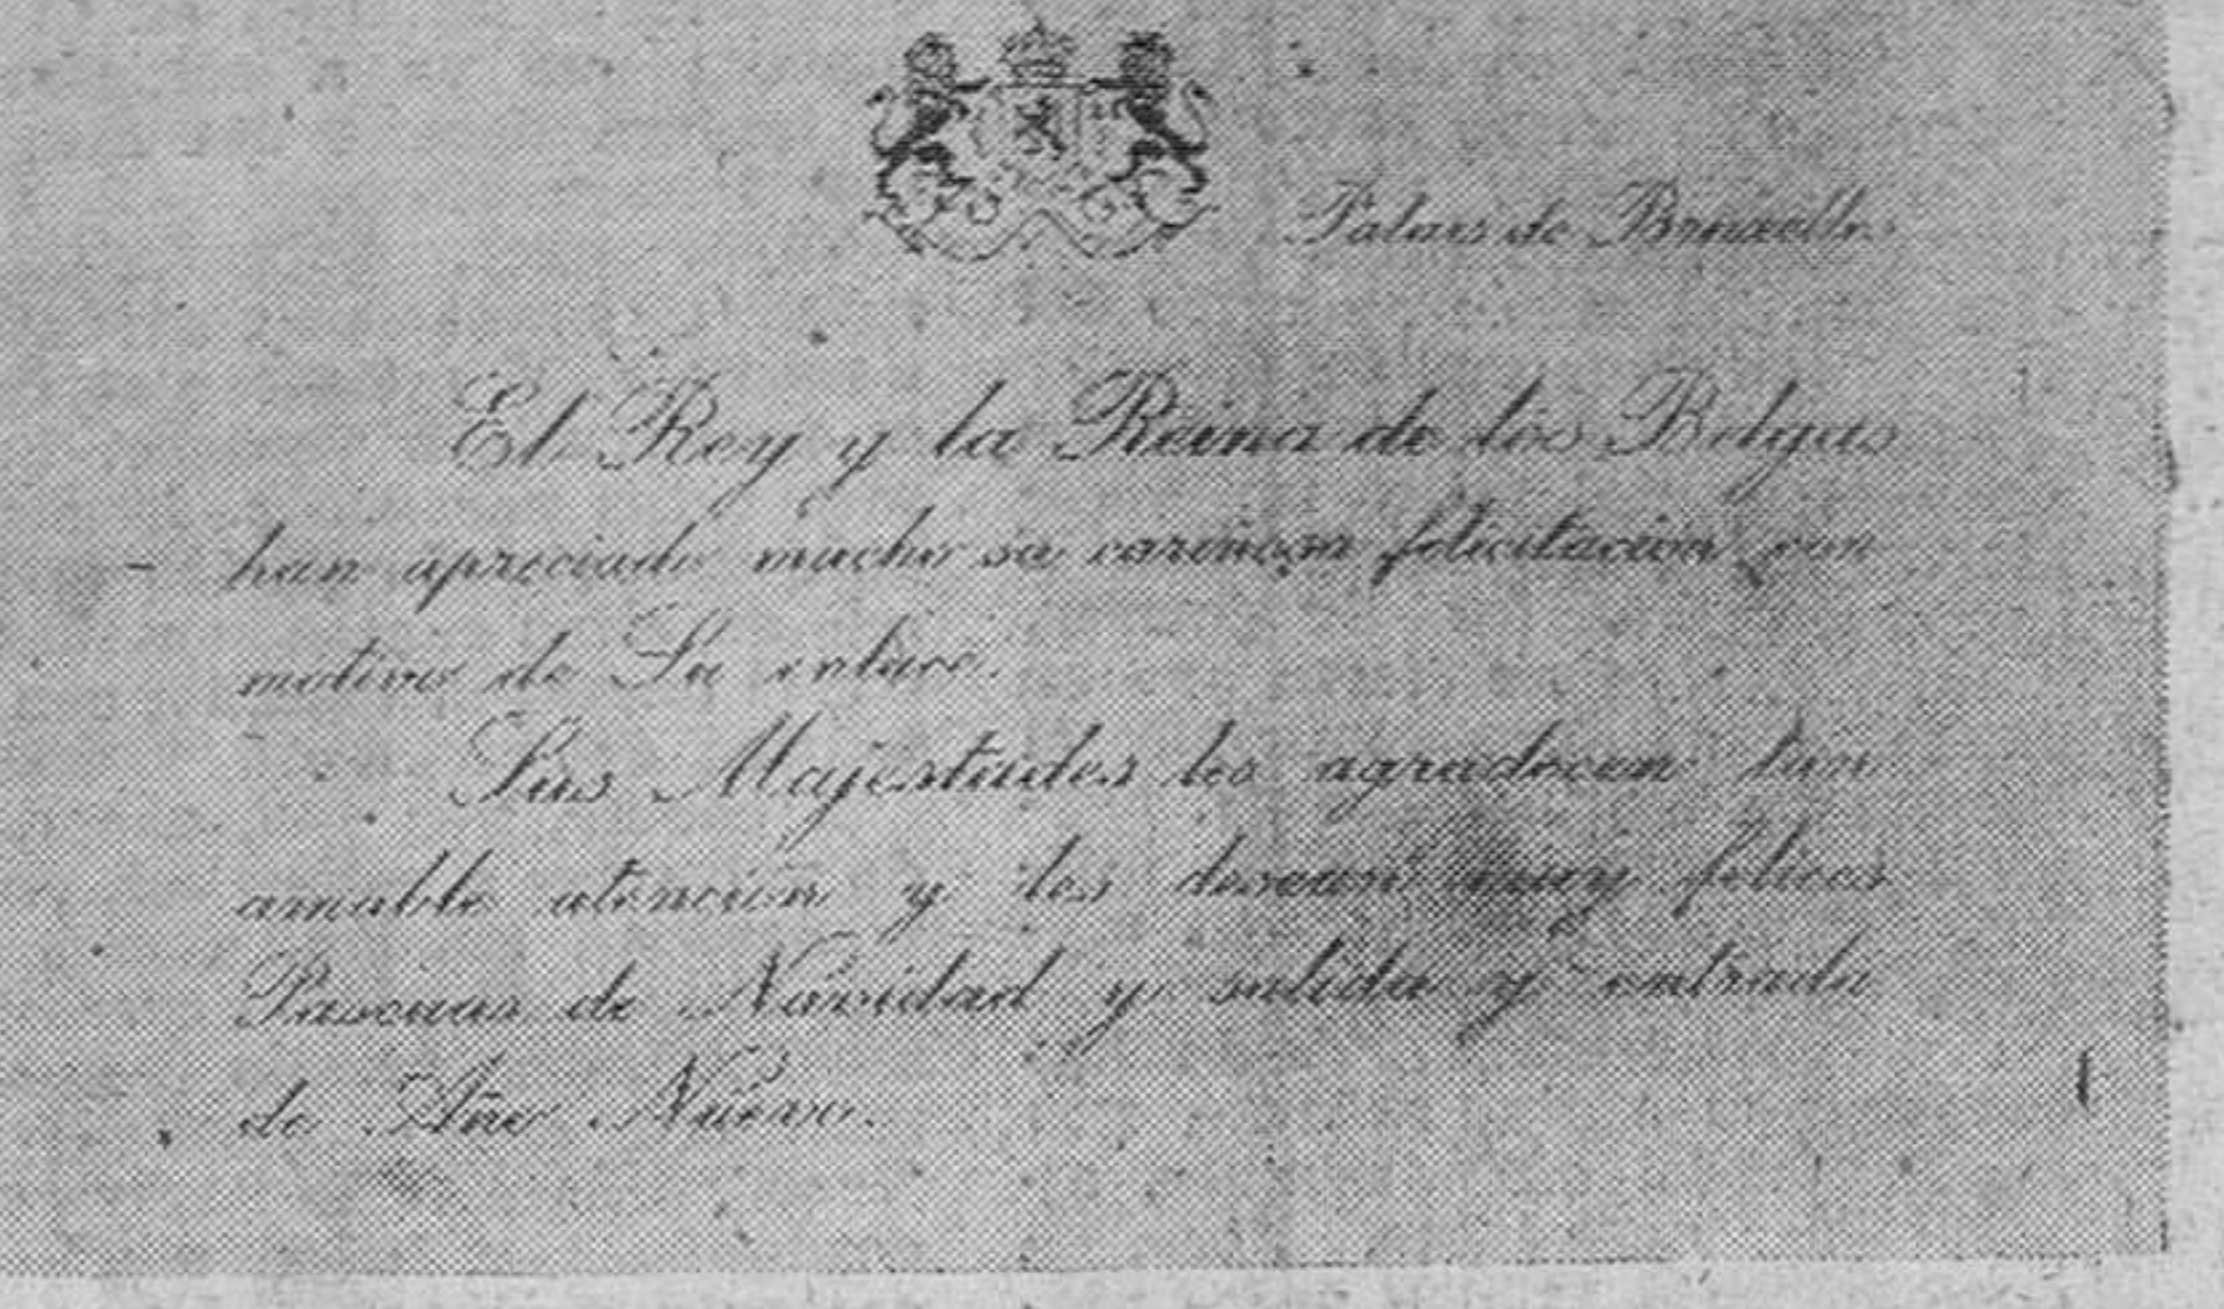 Palais de Bruxelles
El Rey y la Reina de los Belgas
han apreciado mucho su cariñosa felicitación con
motivo de Su enlace.
Sus Majestades les agradecen tan
amable atención y les desean muy felices
Pascuas de Navidad y salida y entrada
de Año Nuevo.